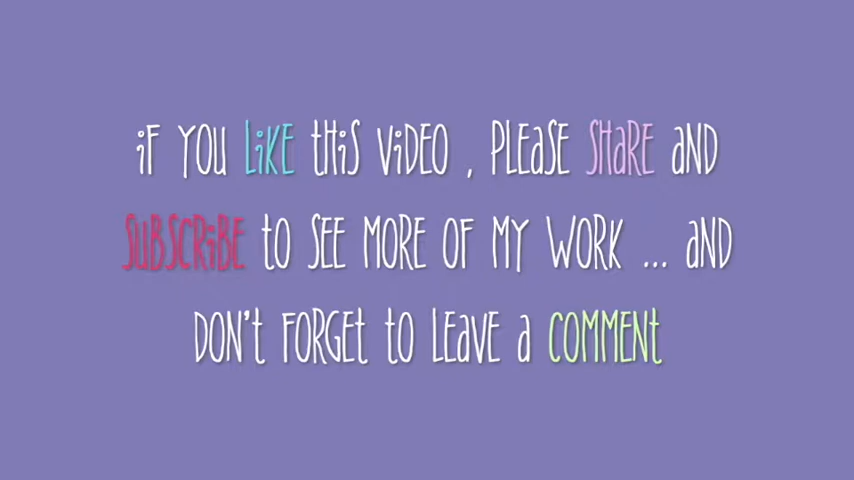 if YOU LiKE tHiS ViDEO , PLEaSE SHaRE aND
SUBSCRiBE tO SEE MORE OF MY WORK ... aND
DON't FORGEt tO LEaVE a COMMENt